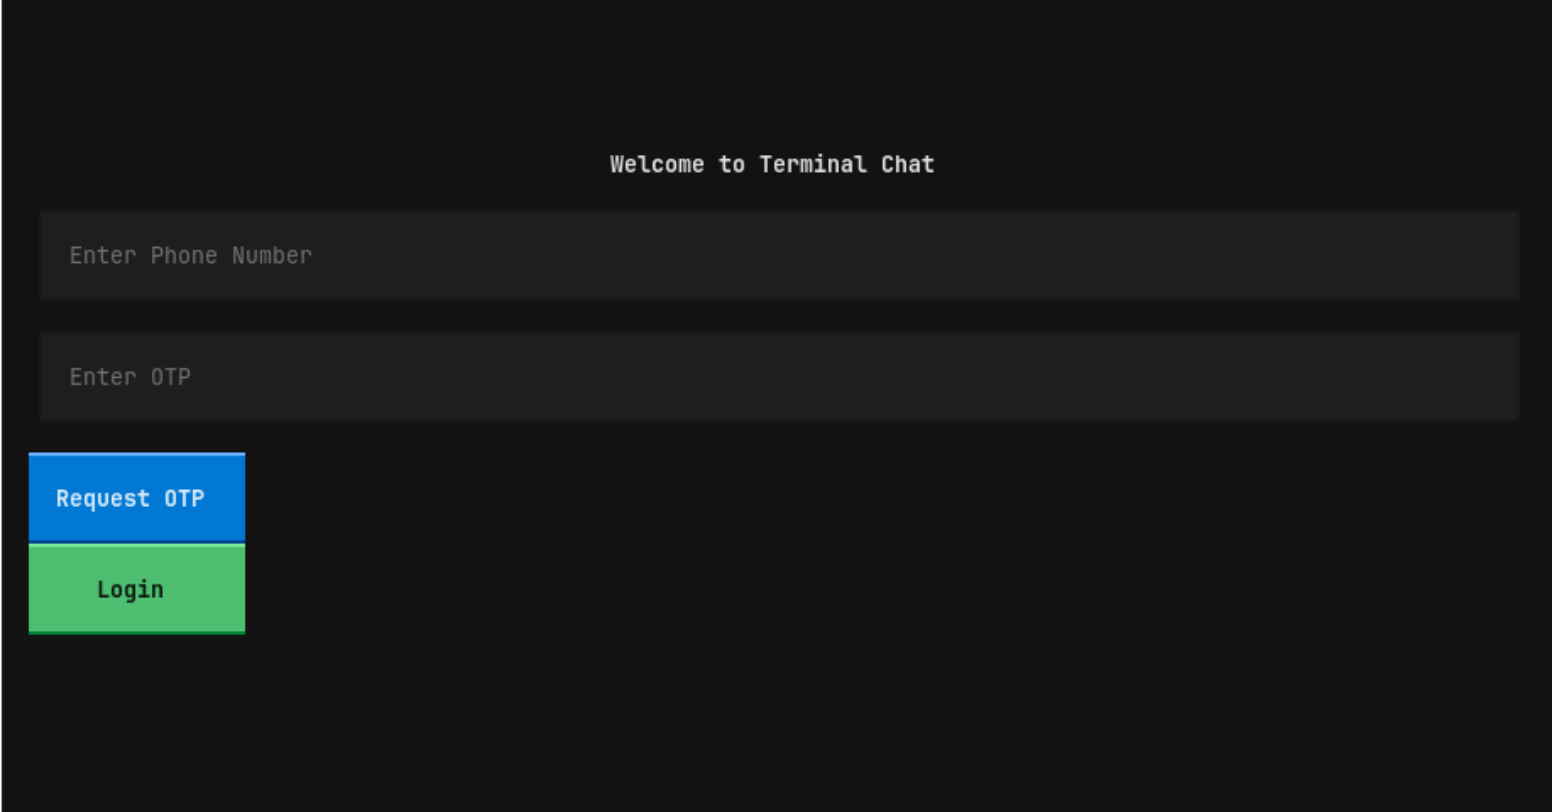 Welcome to Terminal Chat
Enter Phone Number
Enter OTP
Request OTP
Login